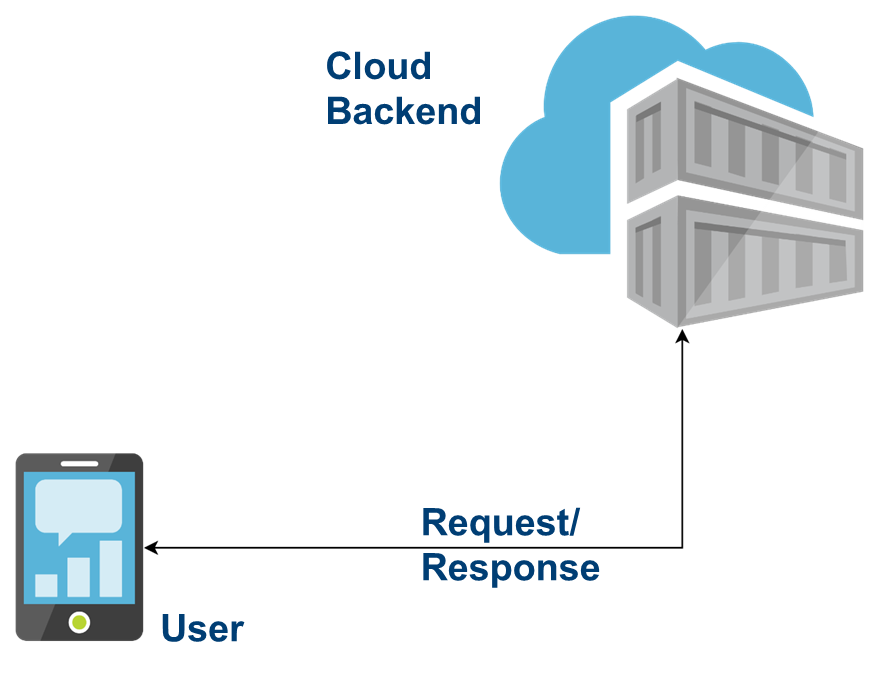 Cloud
Backend
Request/
Response
User